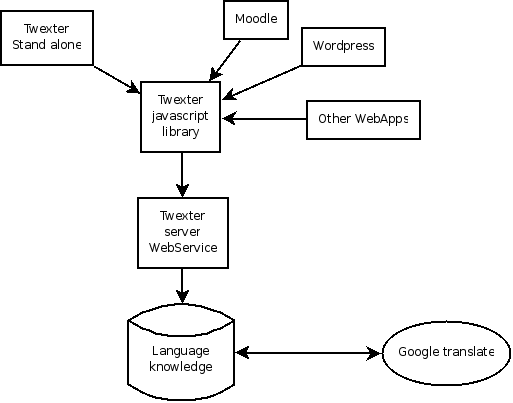 Twexter
Stand alone
Moodle
Wordpress
Twexter
javascript
library
Other WebApps
Twexter
server
WebService
Language
knowledge
Google translate